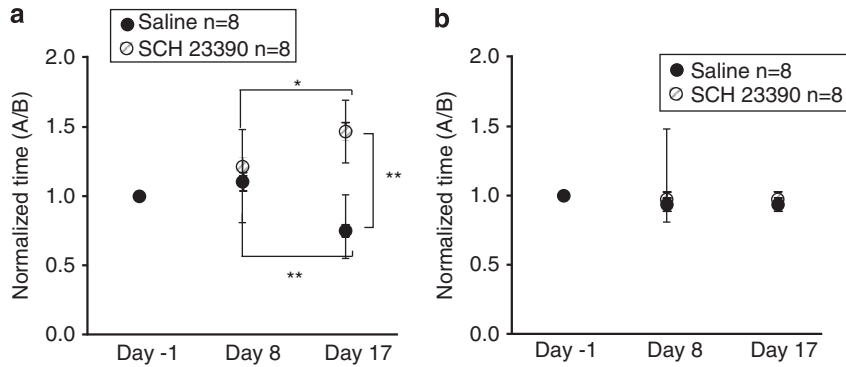 a
Saline n=8
SCH 23390 n=8
Normalized time (A/B)
2.0
1.5
1.0
0.5
0.0
*
**
**
Day -1
Day 8
Day 17
b
Saline n=8
SCH 23390 n=8
Normalized time (A/B)
2.0
1.5
1.0
0.5
0.0
Day -1
Day 8
Day 17